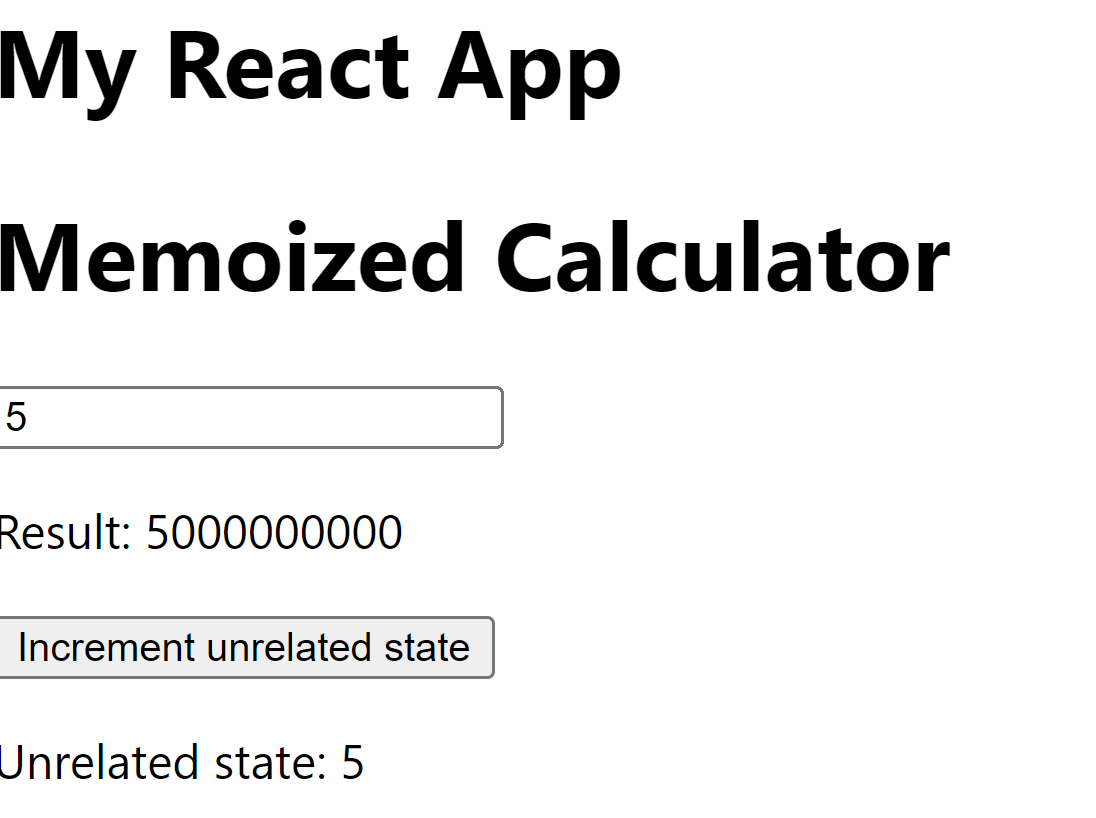 My React App
Memoized Calculator
5
Result: 5000000000
Increment unrelated state
Unrelated state: 5